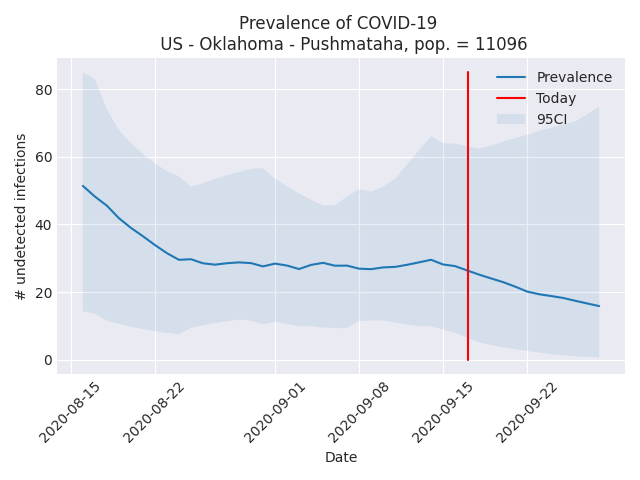 Prevalence of COVID-19
US - Oklahoma - Pushmataha, pop. = 11096
Prevalence
Today
95CI
# undetected infections
80
60
40
20
0
2020-08-15
2020-08-22
2020-09-01
2020-09-08
2020-09-15
2020-09-22
Date